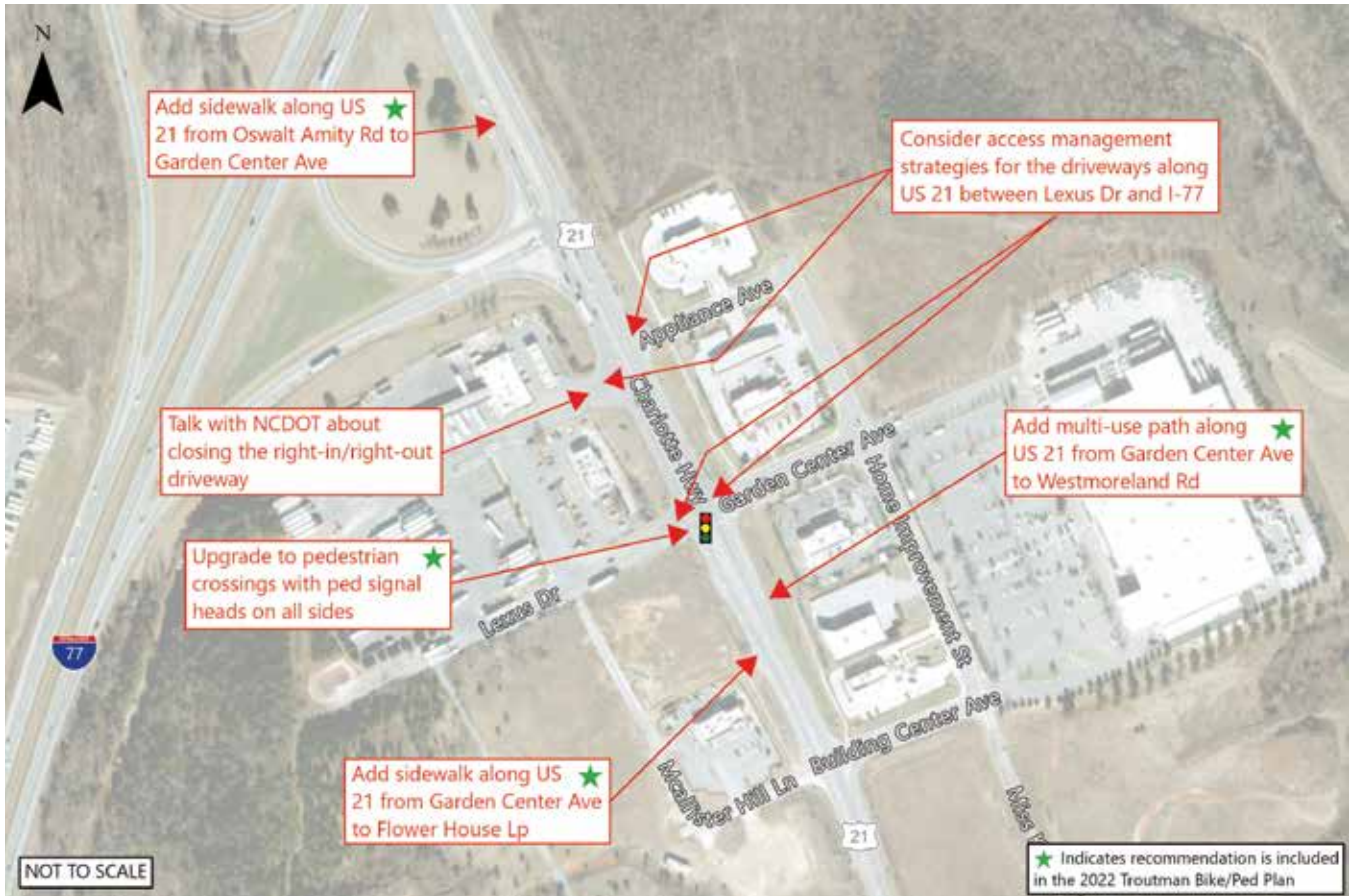 N
Add sidewalk along US
21 from Oswalt Amity Rd to
Garden Center Ave
Consider access management
strategies for the driveways along
US 21 between Lexus Dr and I-77
21
Appliance Ave
Charlotte Hwy
Talk with NCDOT about
closing the right-in/right-out
driveway
Add multi-use path along
US 21 from Garden Center Ave
to Westmoreland Rd
Garden Center Ave
Home Improvement St
Upgrade to pedestrian
crossings with ped signal
heads on all sides
Lexus Dr
77
Building Center Ave
Mcallister Hill Ln
Add sidewalk along US
21 from Garden Center Ave
to Flower House Lp
21
Miss
NOT TO SCALE
Indicates recommendation is included
in the 2022 Troutman Bike/Ped Plan